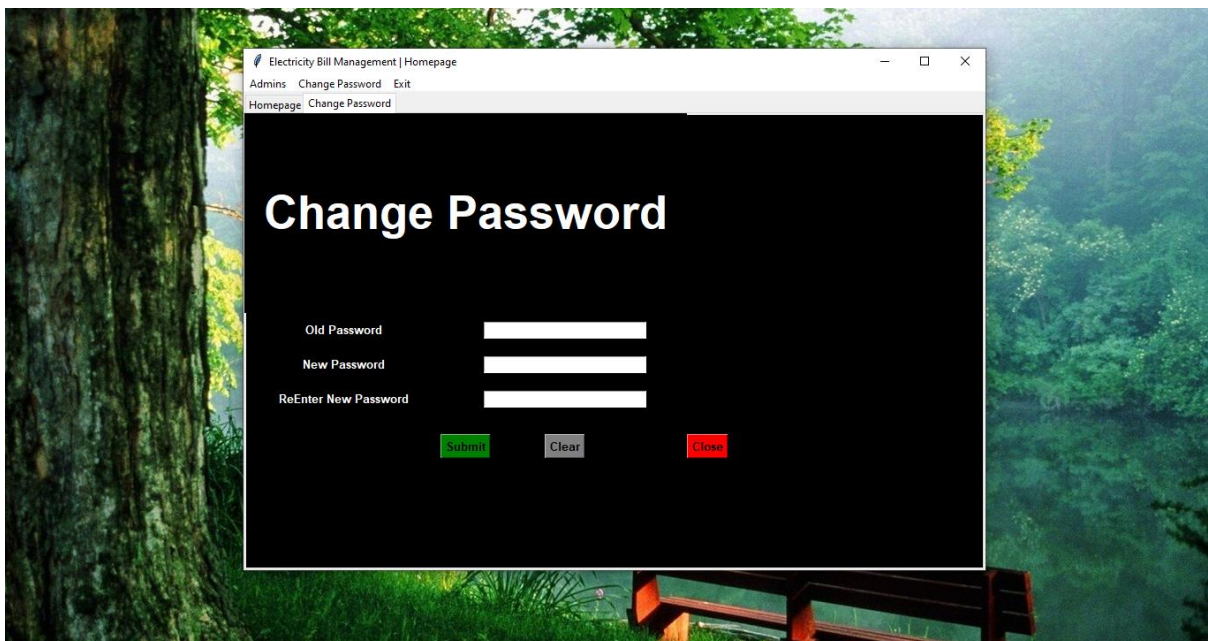 Electricity Bill Management | Homepage
Admins Change Password Exit
Homepage Change Password
Change Password
Old Password
New Password
ReEnter New Password
Submit Clear Close